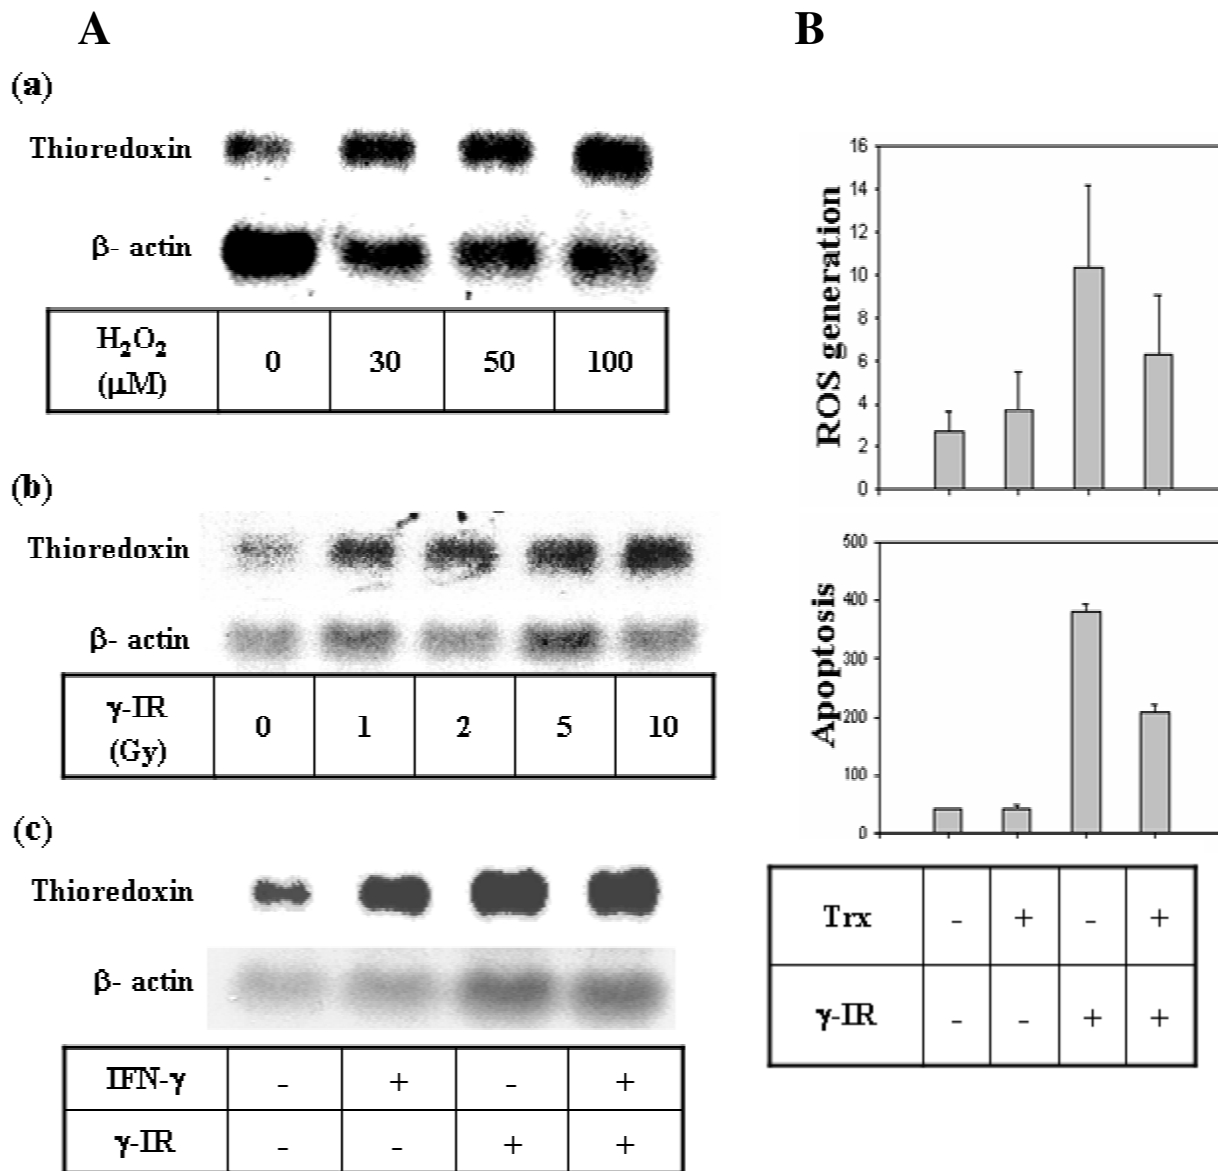 A
(a)
Thioredoxin
β- actin
H₂O₂ (μM) 0 30 50 100
(b)
Thioredoxin
β- actin
γ-IR (Gy) 0 1 2 5 10
(c)
Thioredoxin
β- actin
IFN-γ - + - +
γ-IR - - + +
B
ROS generation
16
14
12
10
8
6
4
2
0
Apoptosis
500
400
300
200
100
0
Trx - + - +
γ-IR - - + +